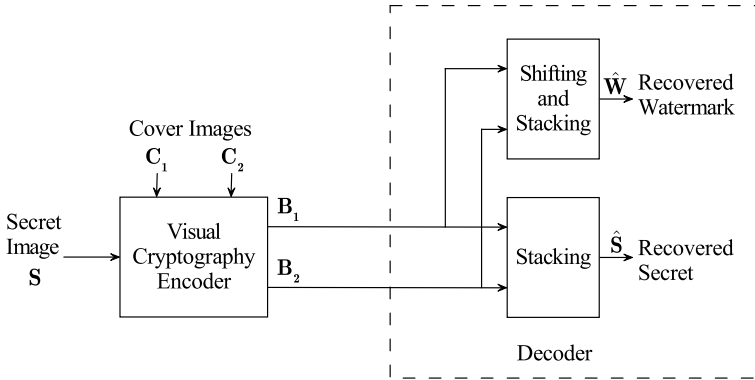 Cover Images
C₁ C₂
Secret
Image
S
Visual
Cryptography
Encoder
B₁
B₂
Shifting
and
Stacking
Ŵ
Recovered
Watermark
Stacking
Ŝ
Recovered
Secret
Decoder